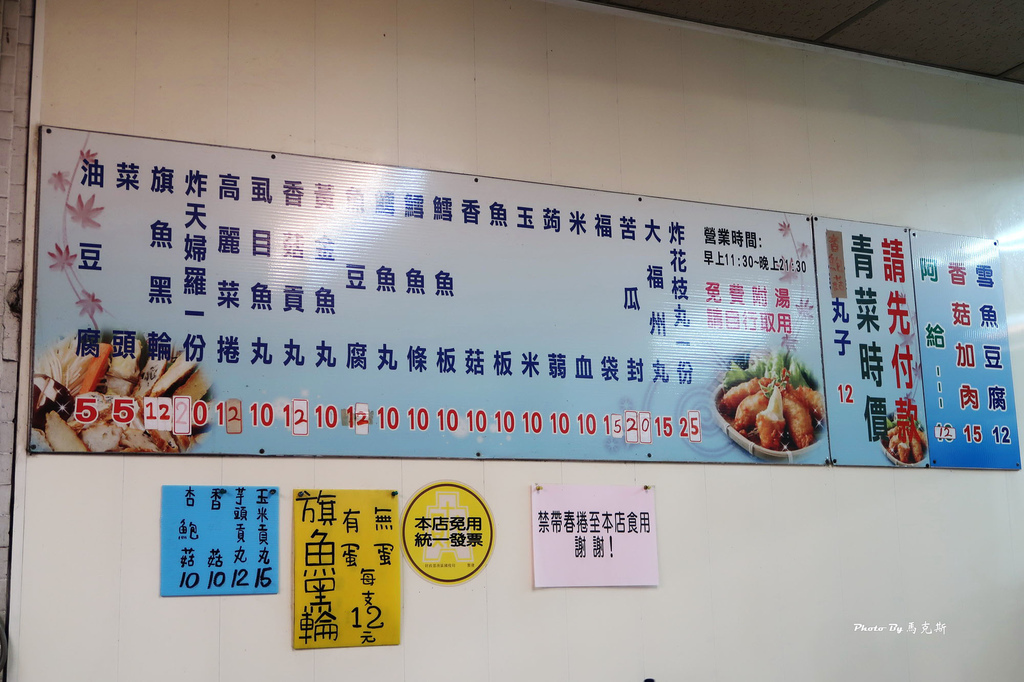 油豆腐 5
菜頭 5
旗魚黑輪 12
炸天婦羅一份 20
高麗菜捲 12
虱目魚丸 10
香菇貢丸 12
黃金魚丸 10
魚豆腐 12
鱈魚丸 10
鱈魚條 10
鱈魚板 10
香菇 10
魚板 10
玉米 10
蒟蒻 10
米血 10
福袋 15
苦瓜封 20
大福州丸 15
炸花枝丸一份 25
營業時間:
早上11:30~晚上21:30
免費附湯
請自行取用
丸子 12
青菜時價
請先付款
阿給--- 12
香菇加肉 15
雪魚豆腐 12
杏鮑菇 10
香菇 10
芋頭貢丸 12
玉米貢丸 15
旗魚黑輪
有蛋
無蛋
每支12元
本店免用
統一發票
禁帶春捲至本店食用
謝謝!
Photo By 馬克斯